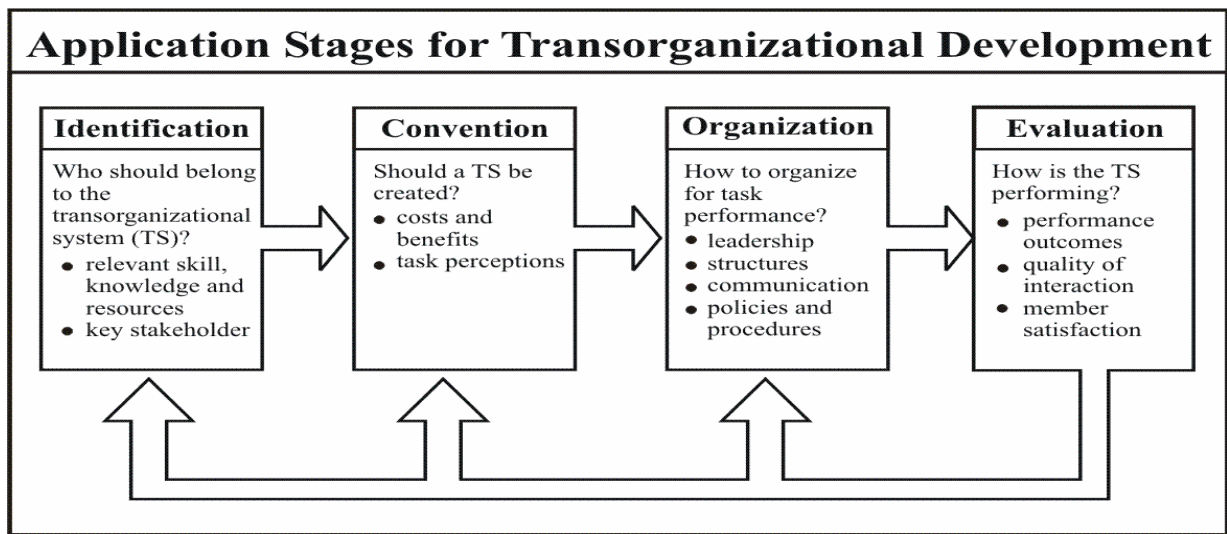 Application Stages for Transorganizational Development
Identification
Who should belong
to the
transorganizational
system (TS)?
• relevant skill,
knowledge and
resources
• key stakeholder
Convention
Should a TS be
created?
• costs and
benefits
• task perceptions
Organization
How to organize
for task
performance?
• leadership
• structures
• communication
• policies and
procedures
Evaluation
How is the TS
performing?
• performance
outcomes
• quality of
interaction
• member
satisfaction